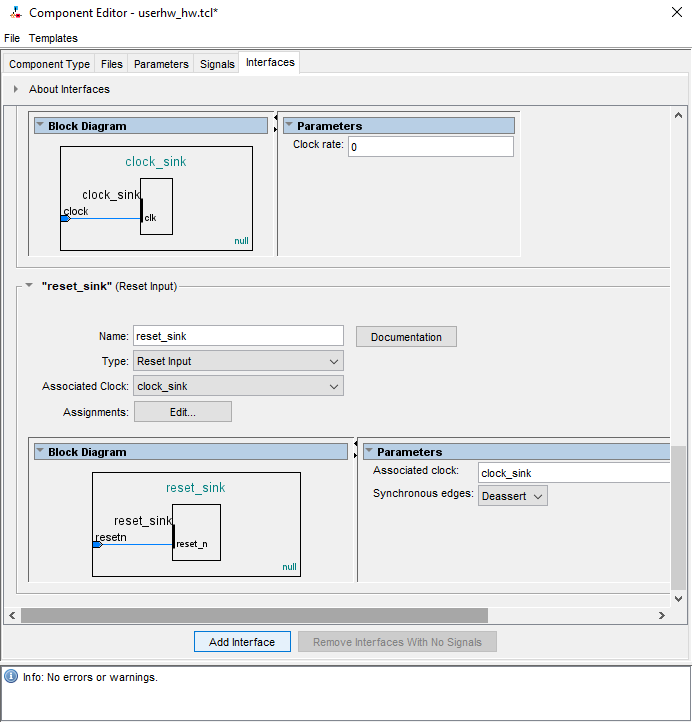 Component Editor - userhw_hw.tcl*
File Templates
Component Type Files Parameters Signals Interfaces
About Interfaces
Block Diagram
clock_sink
clock_sink
clock
clk
null
Parameters
Clock rate: 0
"reset_sink" (Reset Input)
Name: reset_sink Documentation
Type: Reset Input
Associated Clock: clock_sink
Assignments: Edit...
Block Diagram
reset_sink
reset_sink
resetn
reset_n
null
Parameters
Associated clock: clock_sink
Synchronous edges: Deassert
Add Interface Remove Interfaces With No Signals
Info: No errors or warnings.